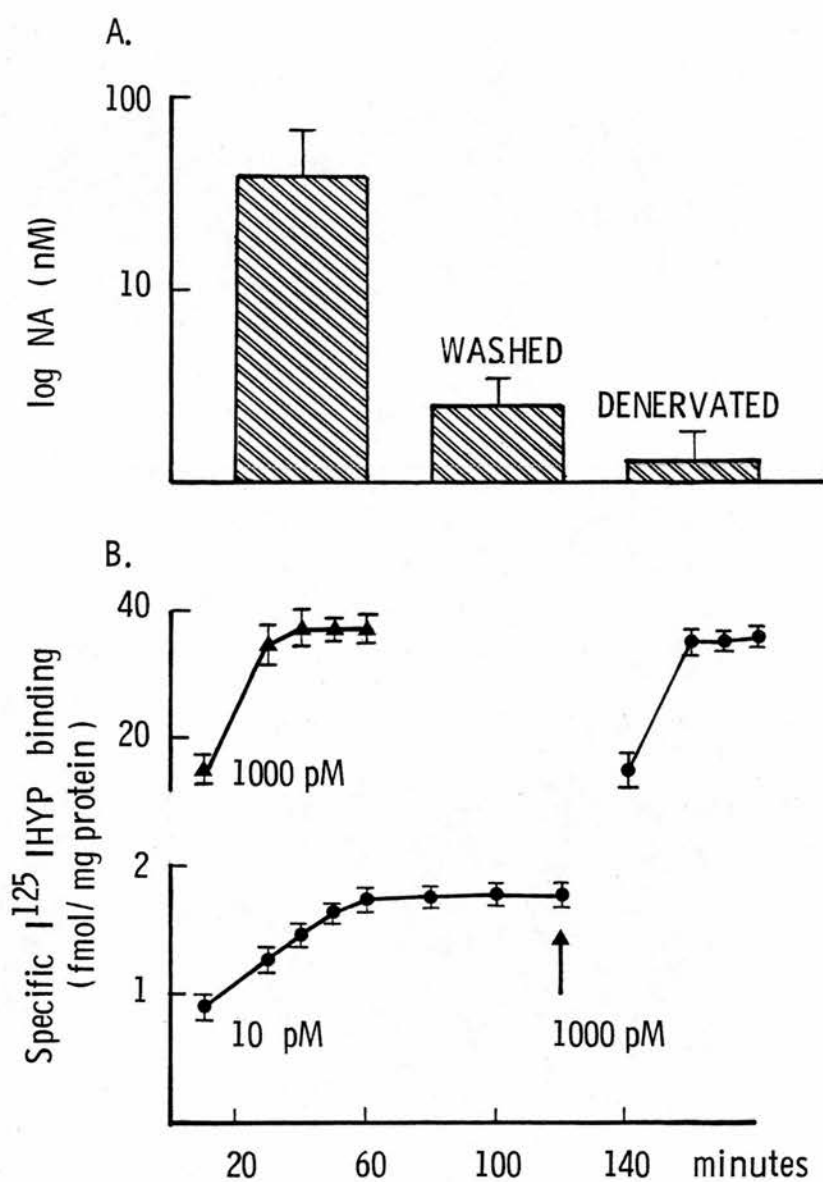 A.
100
10
log NA (nM)
WASHED
DENERVATED
B.
40
20
1000 pM
2
1
10 pM
1000 pM
Specific I125 IHYP binding
(fmol/ mg protein)
20 60 100 140 minutes